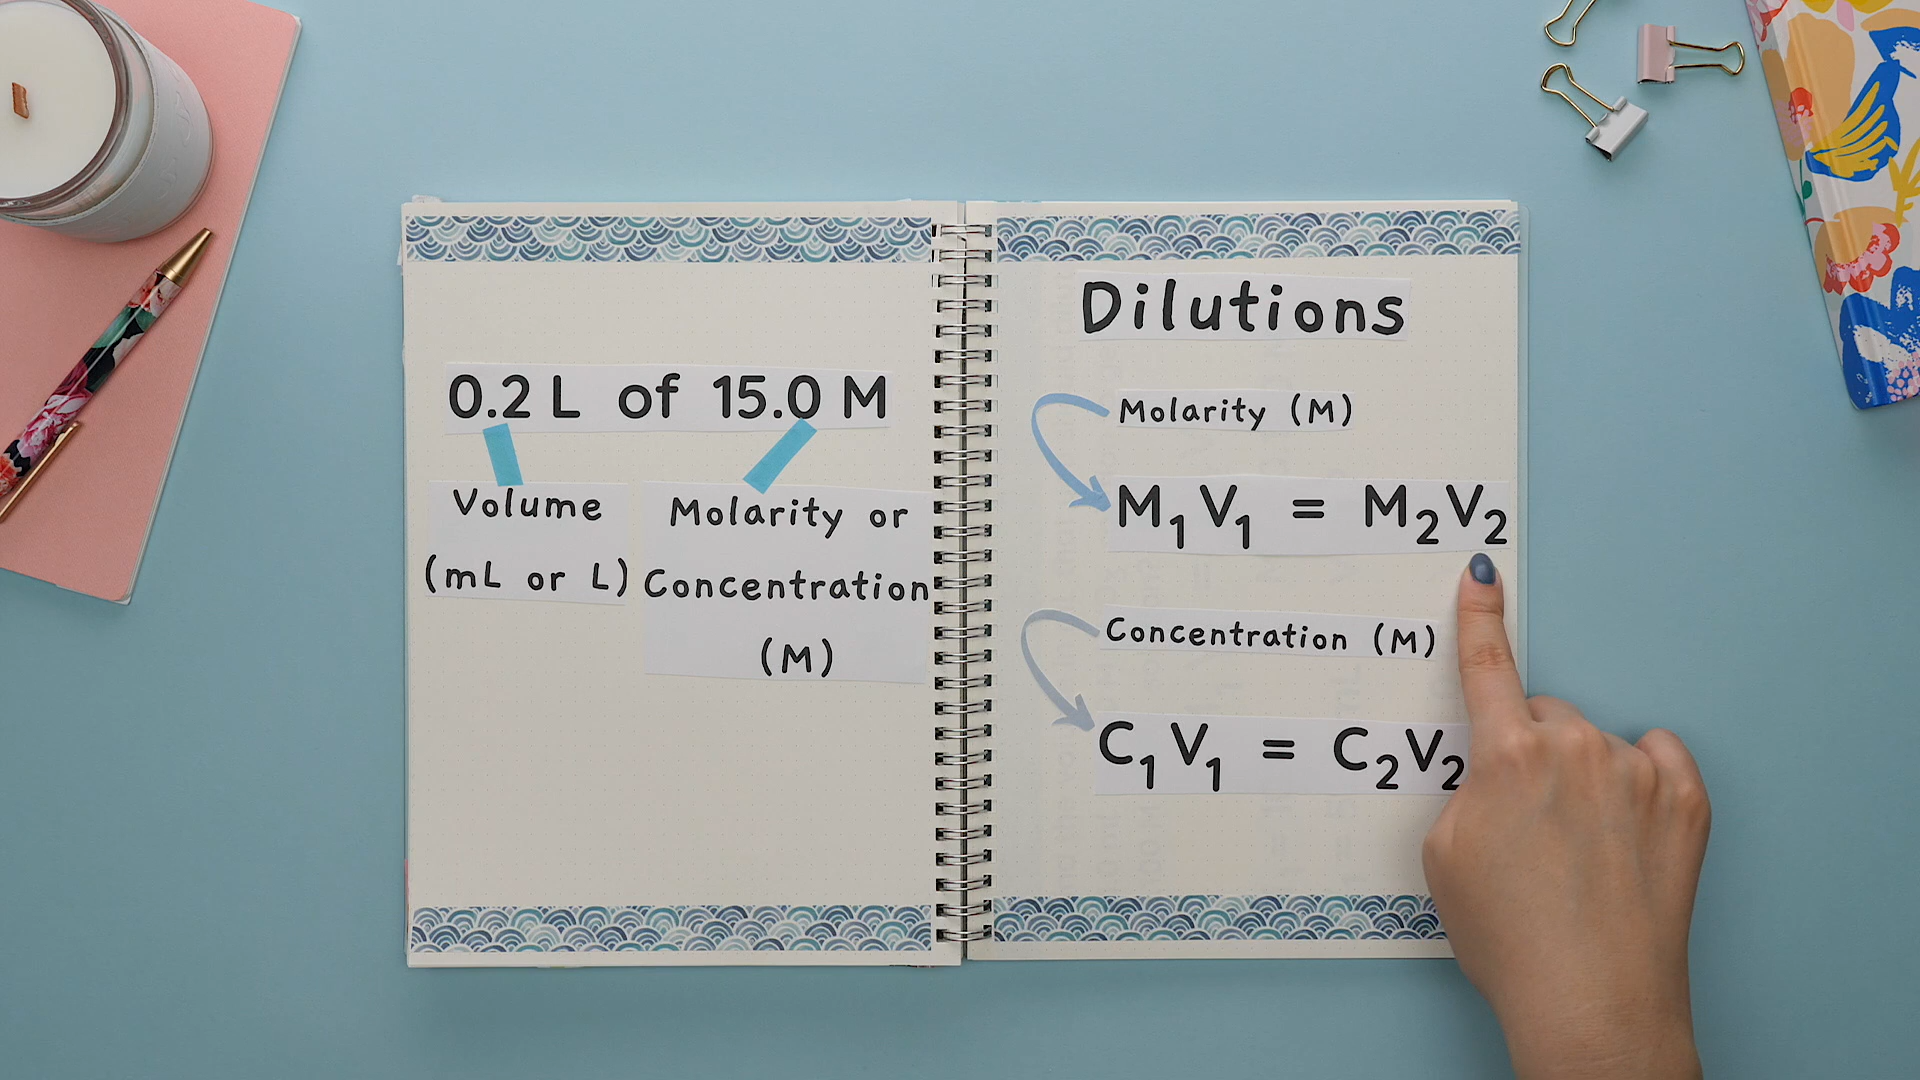 0.2 L of 15.0 M
Volume
(mL or L)
Molarity or
Concentration
(M)
Dilutions
Molarity (M)
M₁V₁ = M₂V₂
Concentration (M)
C₁V₁ = C₂V₂